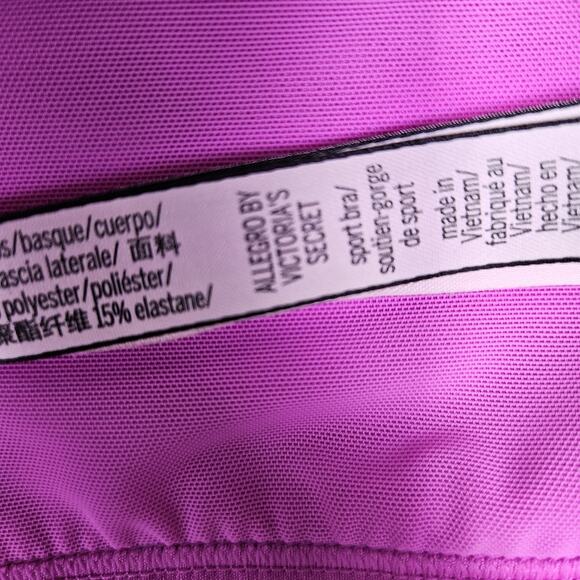 /basque/cuerpo/
fascia laterale/ 面料
polyester/poliéster/
聚酯纤维 15% elastane/
ALLEGRO BY
VICTORIA'S
SECRET
sport bra/
soutien-gorge
de sport
made in
Vietnam/
fabriqué au
Vietnam/
hecho en
Vietnam/